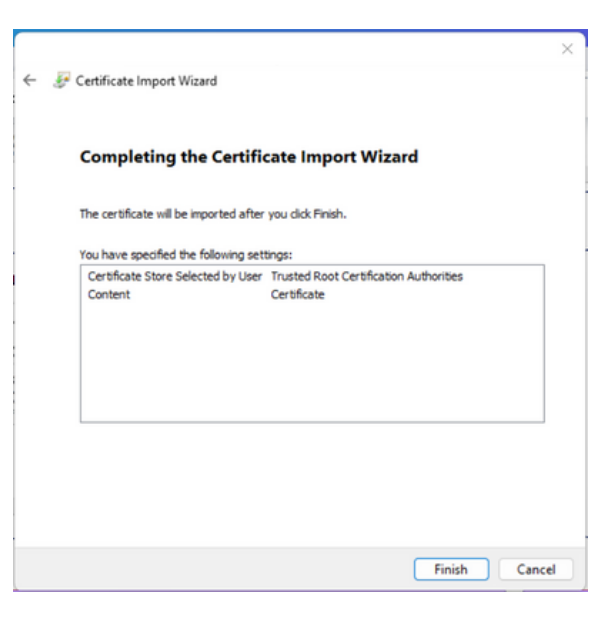 Certificate Import Wizard
Completing the Certificate Import Wizard
The certificate will be imported after you click Finish.
You have specified the following settings:
Certificate Store Selected by User Trusted Root Certification Authorities
Content Certificate
Finish Cancel